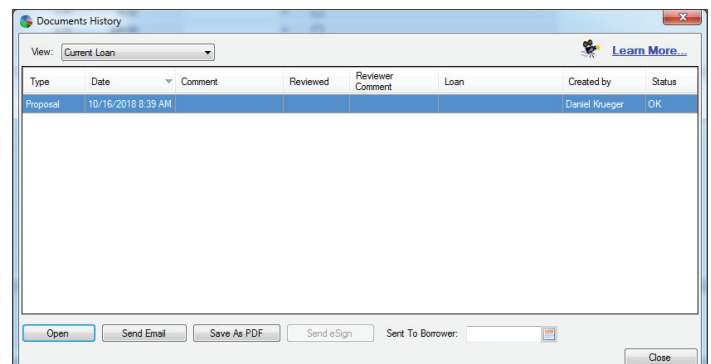 Documents History
View: Current Loan Learn More...
Type Date Comment Reviewed Reviewer Comment Loan Created by Status
Proposal 10/16/2018 8:39 AM Daniel Krueger OK
Open Send Email Save As PDF Send eSign Sent To Borrower:
Close